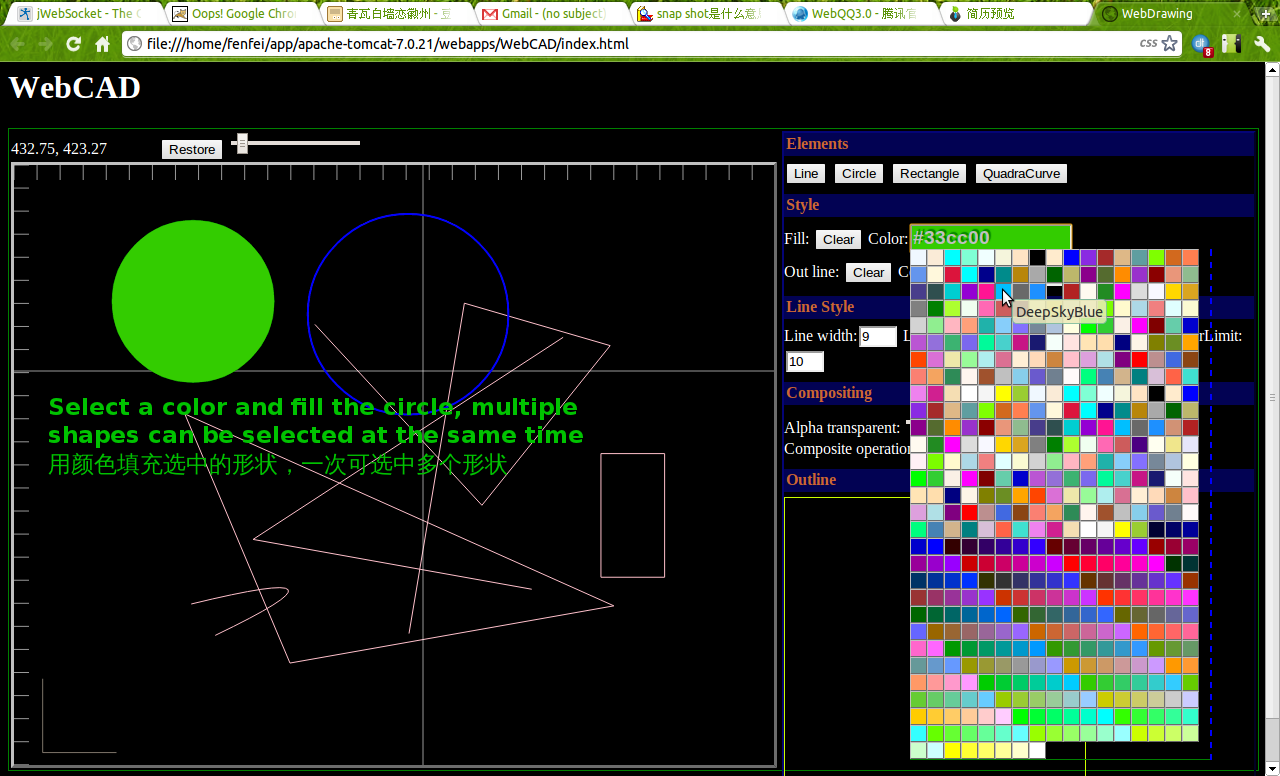 jWebSocket - The O
Oops! Google Chro
青瓦白墙恋徽州 - 豆
Gmail - (no subject)
snap shot是什么意思
WebQQ3.0 - 腾讯官
简历预览
WebDrawing
file:///home/fenfei/app/apache-tomcat-7.0.21/webapps/WebCAD/index.html
CSS
8
WebCAD
432.75, 423.27
Restore
Elements
Line
Circle
Rectangle
QuadraCurve
Style
Fill: Clear Color: #33cc00
Out line: Clear C
DeepSkyBlue
Line Style
Line width: 9 L
rLimit:
10
Compositing
Alpha transparent:
Composite operation
Outline
Select a color and fill the circle, multiple
shapes can be selected at the same time
用颜色填充选中的形状，一次可选中多个形状